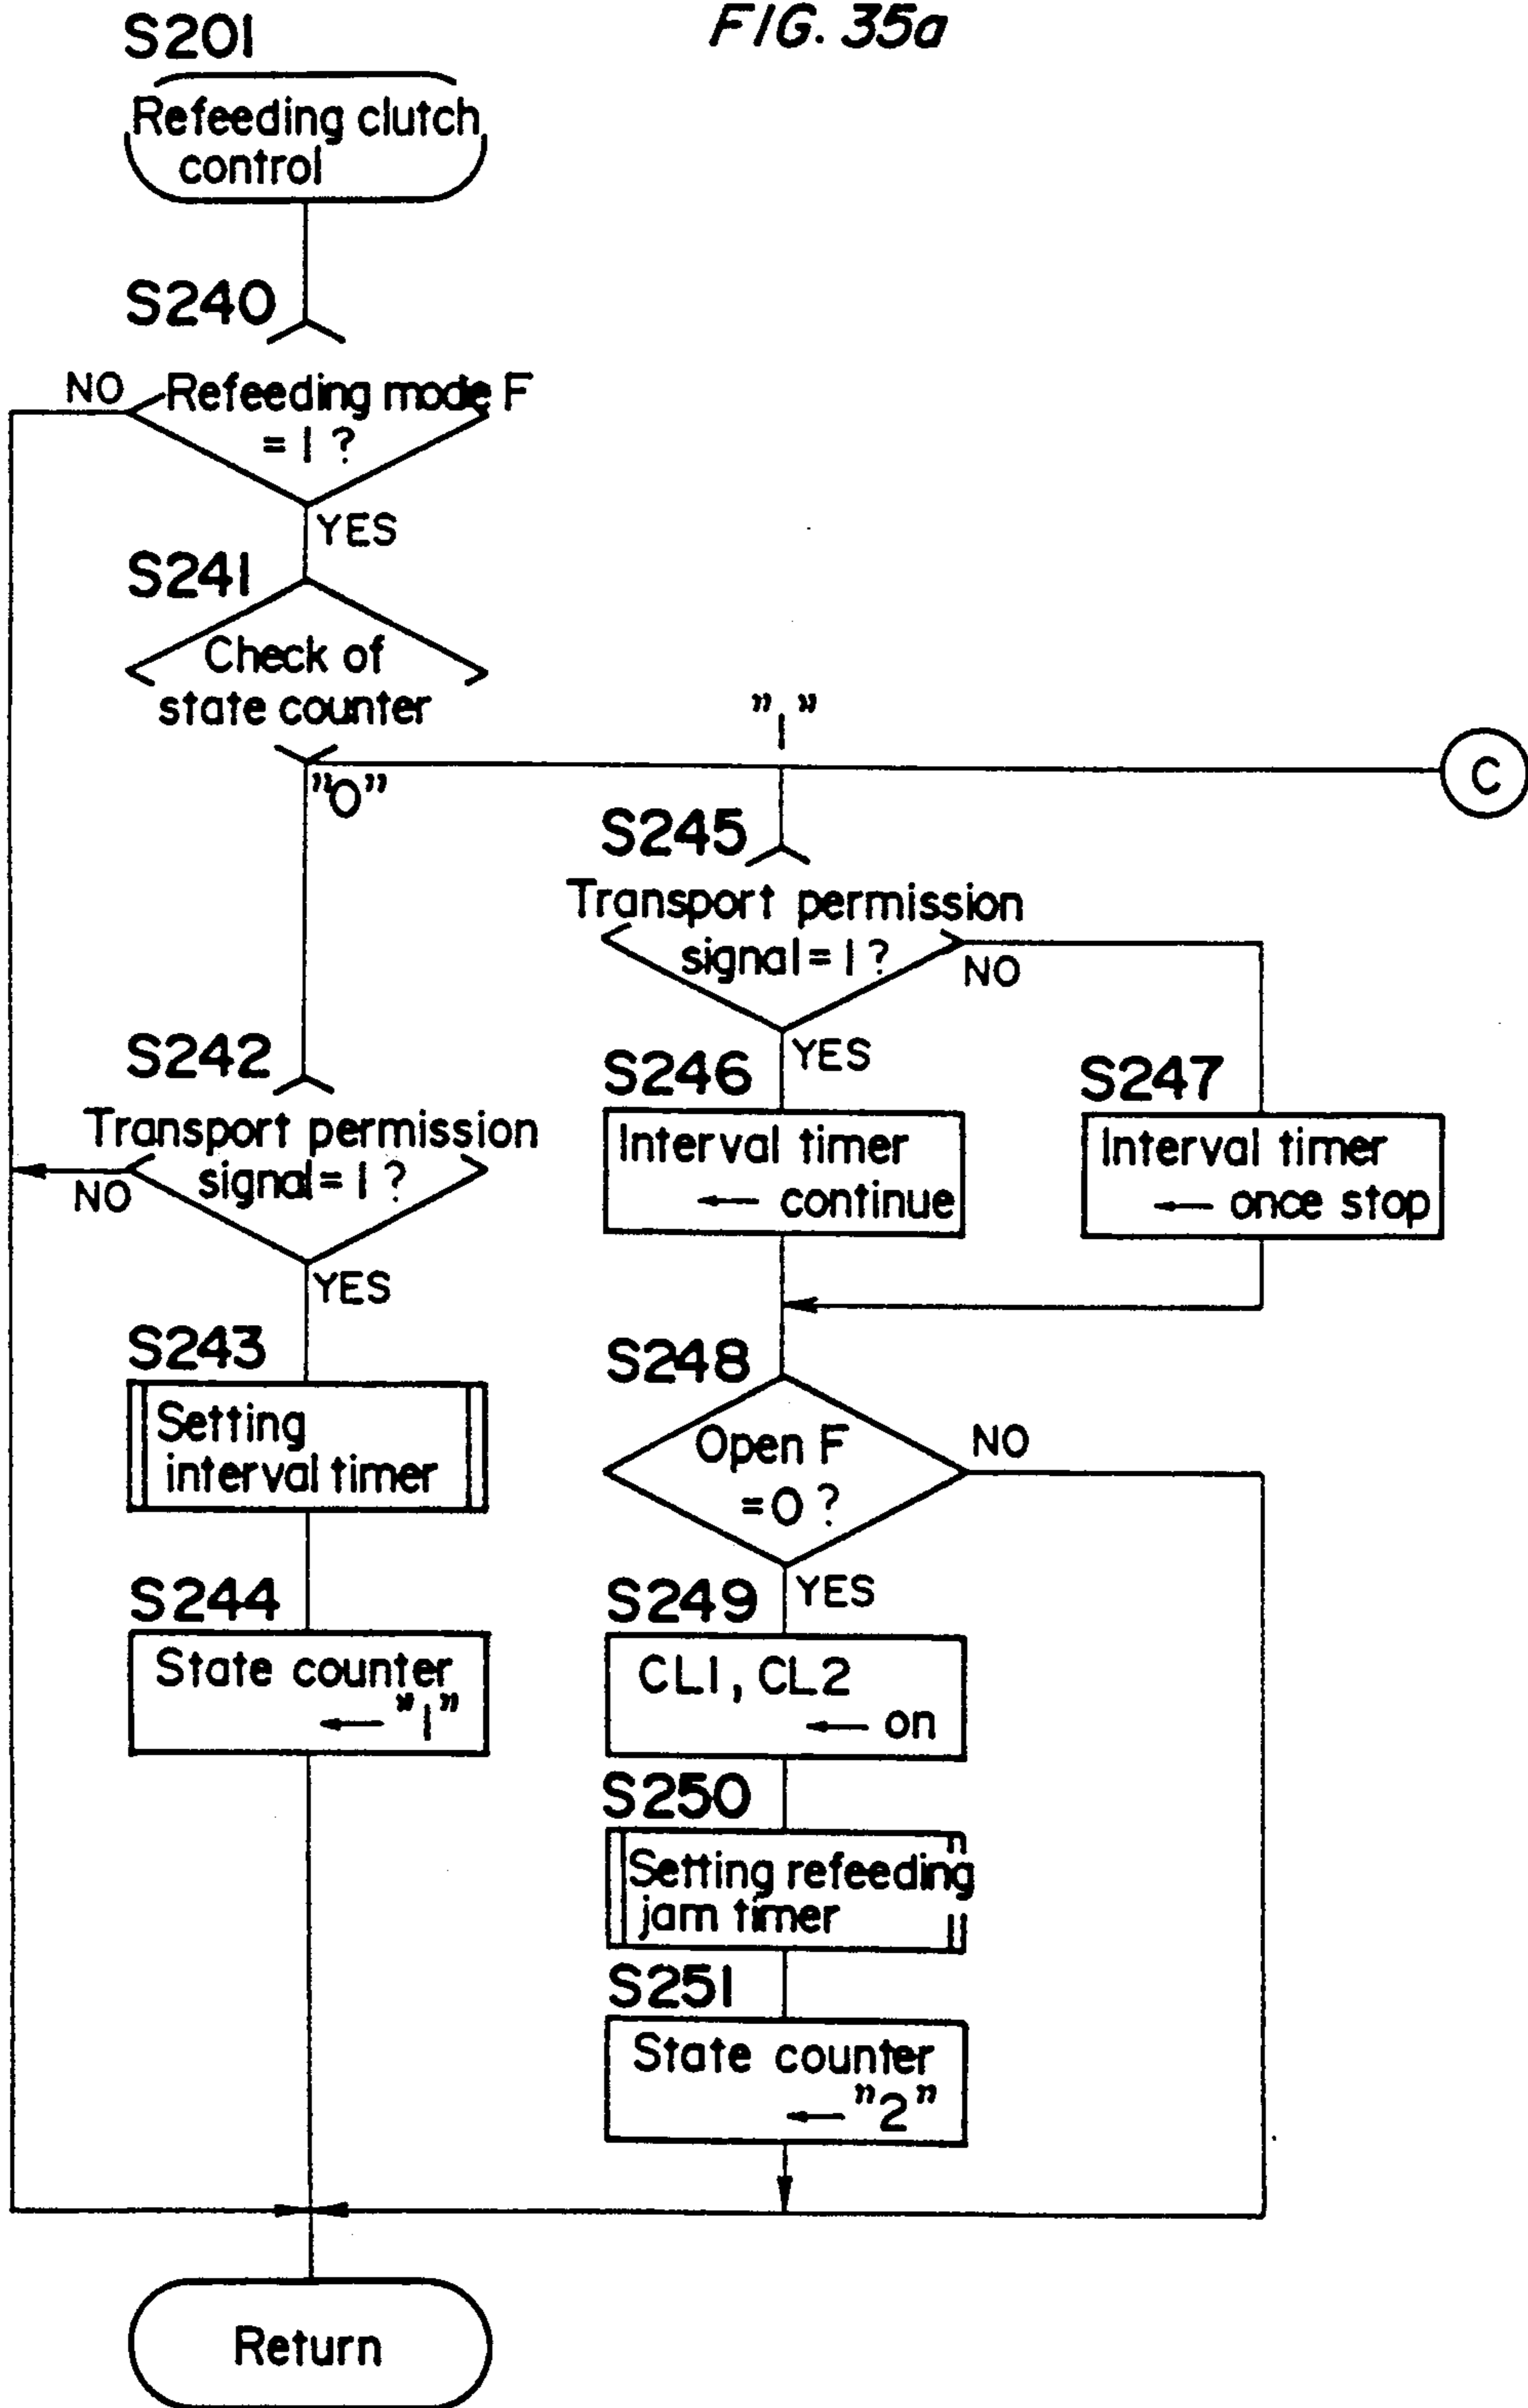 FIG. 35a
S201
Refeeding clutch
control
S240
NO
Refeeding mode F
= 1 ?
YES
S241
Check of
state counter
"0"
"1"
C
S242
Transport permission
signal = 1 ?
NO
YES
S243
Setting
interval timer
S244
State counter
← "1"
S245
Transport permission
signal = 1 ?
NO
YES
S246
Interval timer
← continue
S247
Interval timer
← once stop
S248
Open F
= 0 ?
NO
YES
S249
CL1, CL2
← on
S250
Setting refeeding
jam timer
S251
State counter
← "2"
Return